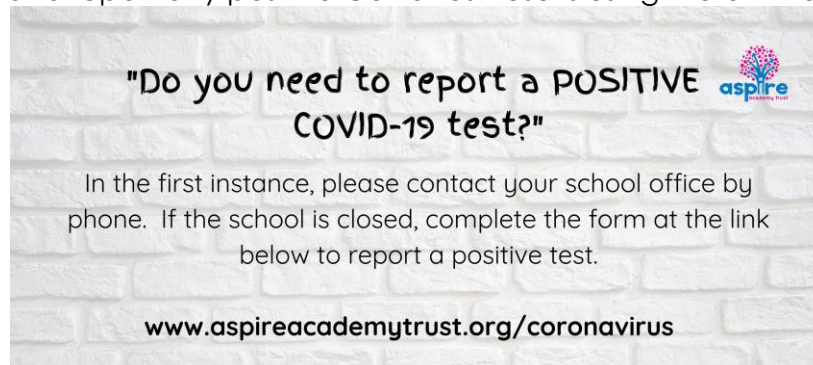 "Do you need to report a POSITIVE
COVID-19 test?"
aspire
academy trust
In the first instance, please contact your school office by
phone.  If the school is closed, complete the form at the link
below to report a positive test.
www.aspireacademytrust.org/coronavirus